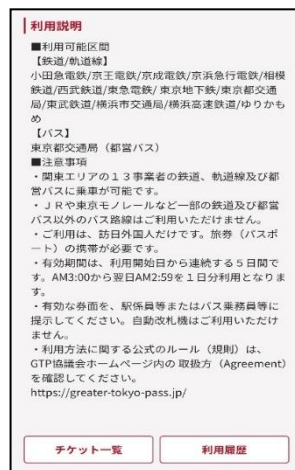 利用説明
■利用可能区間
【鉄道/軌道線】
小田急電鉄/京王電鉄/京成電鉄/京浜急行電鉄/相模
鉄道/西武鉄道/東急電鉄/ 東京地下鉄/東京都交通
局/東武鉄道/横浜市交通局/横浜高速鉄道/ゆりかも
め
【バス】
東京都交通局（都営バス）
■注意事項
・関東エリアの１３事業者の鉄道、軌道線及び都
営バスに乗車が可能です。
・ＪＲや東京モノレールなど一部の鉄道及び都営
バス以外のバス路線はご利用いただけません。
・ご利用は、訪日外国人だけです。旅券（パスポ
ート）の携帯が必要です。
・有効期間は、利用開始日から連続する５日間で
す。AM3:00から翌日AM2:59を１日分利用となりま
す。
・有効な券面を、駅係員等またはバス乗務員等に
提示してください。自動改札機はご利用いただけ
ません。
・利用方法に関する公式のルール（規則）は、
GTP協議会ホームページ内の 取扱方（Agreement）
を確認してください。
https://greater-tokyo-pass.jp/
チケット一覧
利用履歴